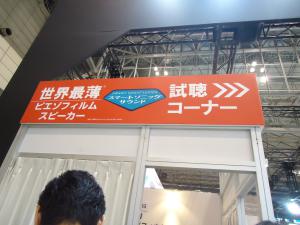 世界最薄
ピエゾフィルム
スピーカー
スマートソニック
サウンド
試聴
コーナー